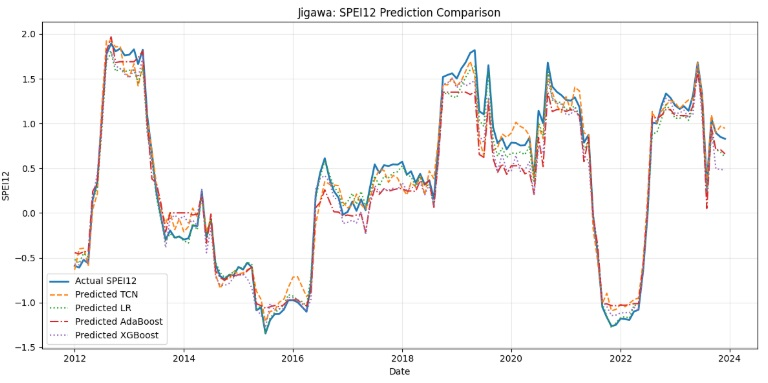 Jigawa: SPEI12 Prediction Comparison
2.0
1.5
1.0
0.5
0.0
−0.5
−1.0
−1.5
SPEI12
Actual SPEI12
Predicted TCN
Predicted LR
Predicted AdaBoost
Predicted XGBoost
2012
2014
2016
2018
2020
2022
2024
Date